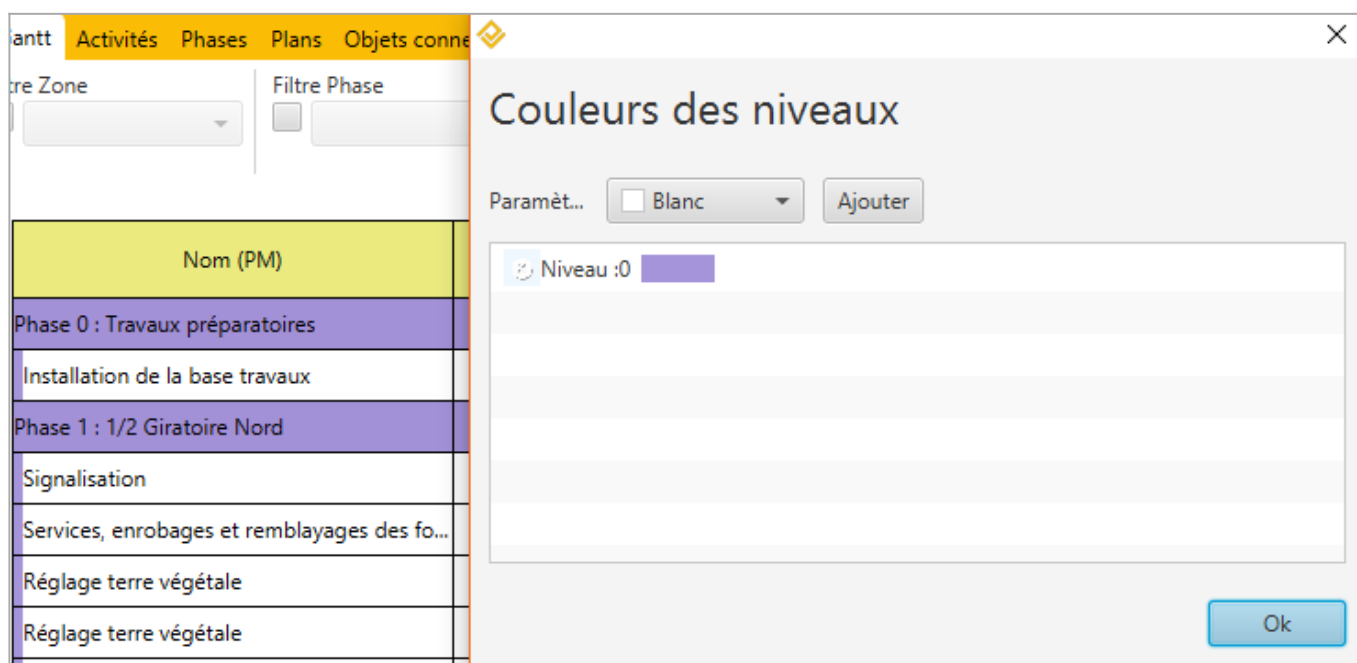 antt Activités Phases Plans Objets conne
tre Zone Filtre Phase
Nom (PM)
Phase 0 : Travaux préparatoires
Installation de la base travaux
Phase 1 : 1/2 Giratoire Nord
Signalisation
Services, enrobages et remblayages des fo...
Réglage terre végétale
Réglage terre végétale
Couleurs des niveaux
Paramèt... Blanc Ajouter
Niveau :0
Ok